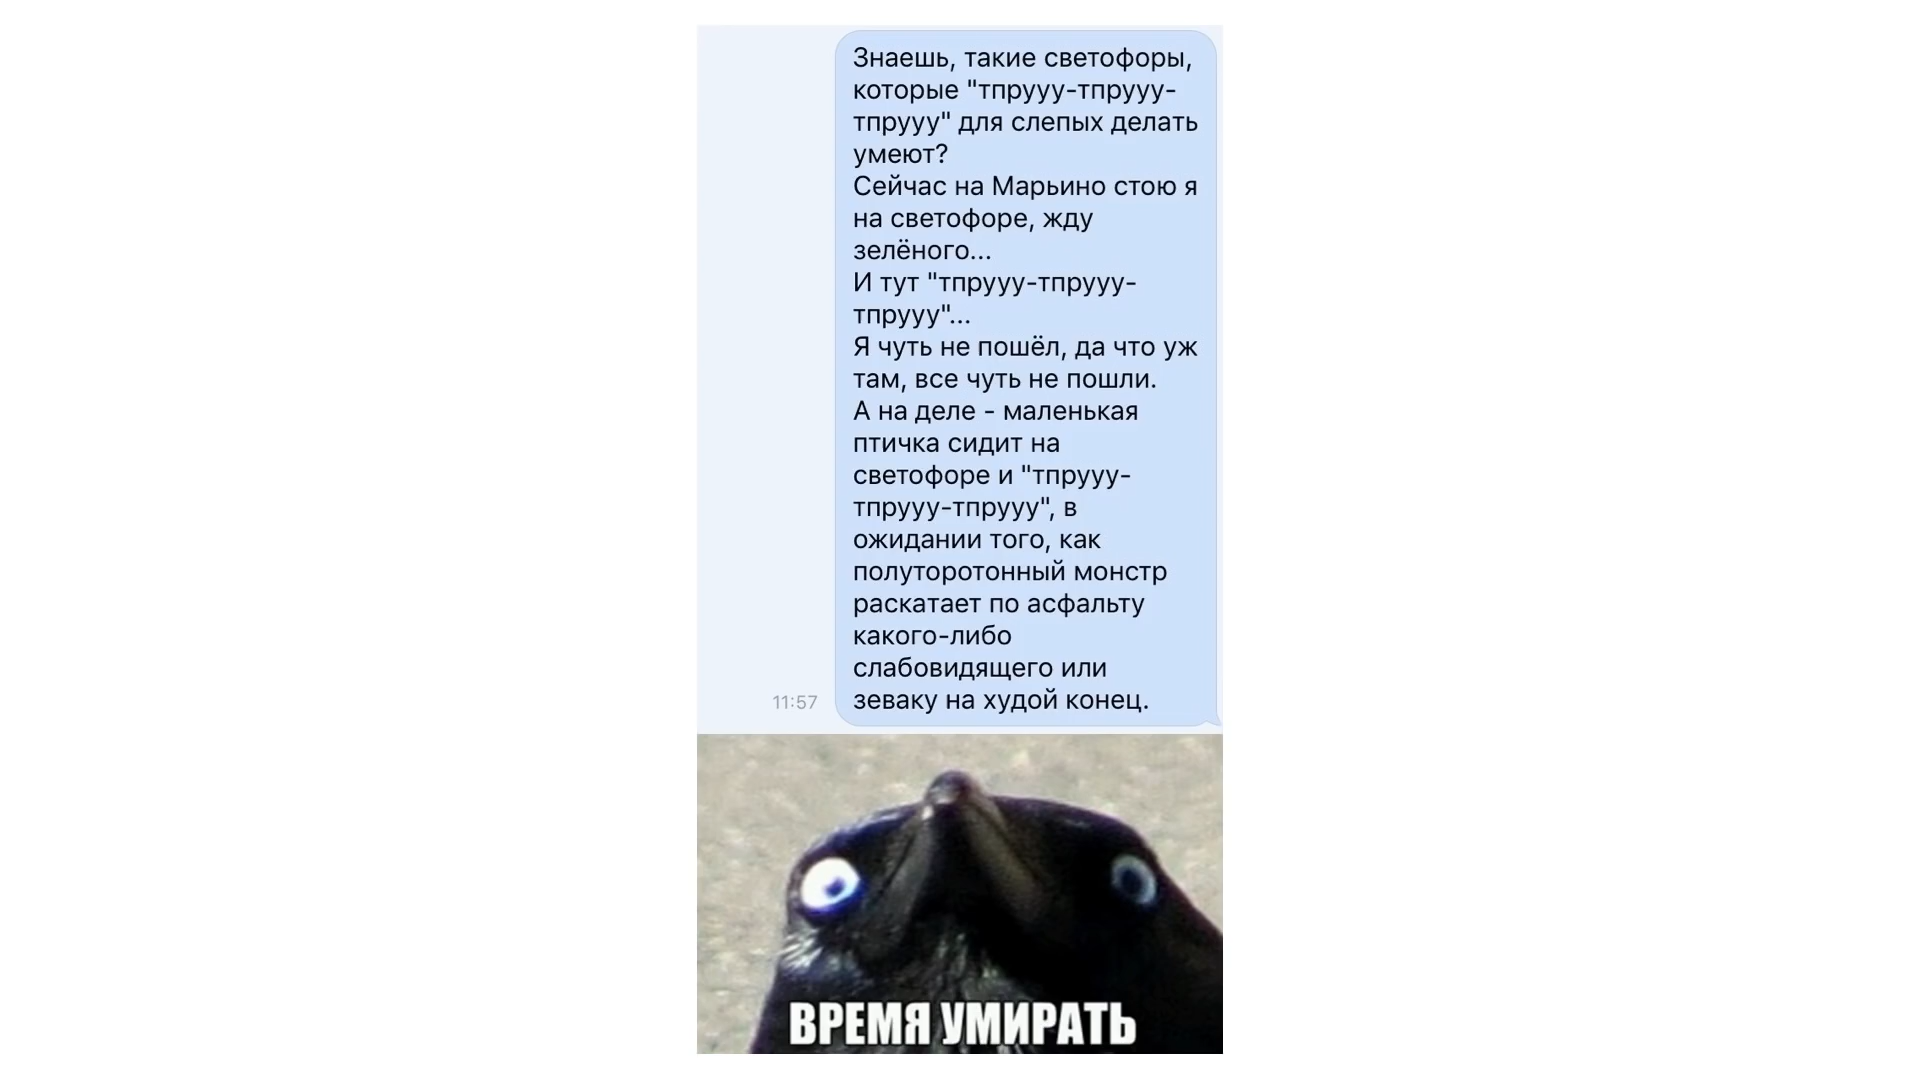 Знаешь, такие светофоры,
которые "тпрууу-тпрууу-
тпрууу" для слепых делать
умеют?
Сейчас на Марьино стою я
на светофоре, жду
зелёного...
И тут "тпрууу-тпрууу-
тпрууу"...
Я чуть не пошёл, да что уж
там, все чуть не пошли.
А на деле - маленькая
птичка сидит на
светофоре и "тпрууу-
тпрууу-тпрууу", в
ожидании того, как
полуторотонный монстр
раскатает по асфальту
какого-либо
слабовидящего или
зеваку на худой конец.
11:57
ВРЕМЯ УМИРАТЬ